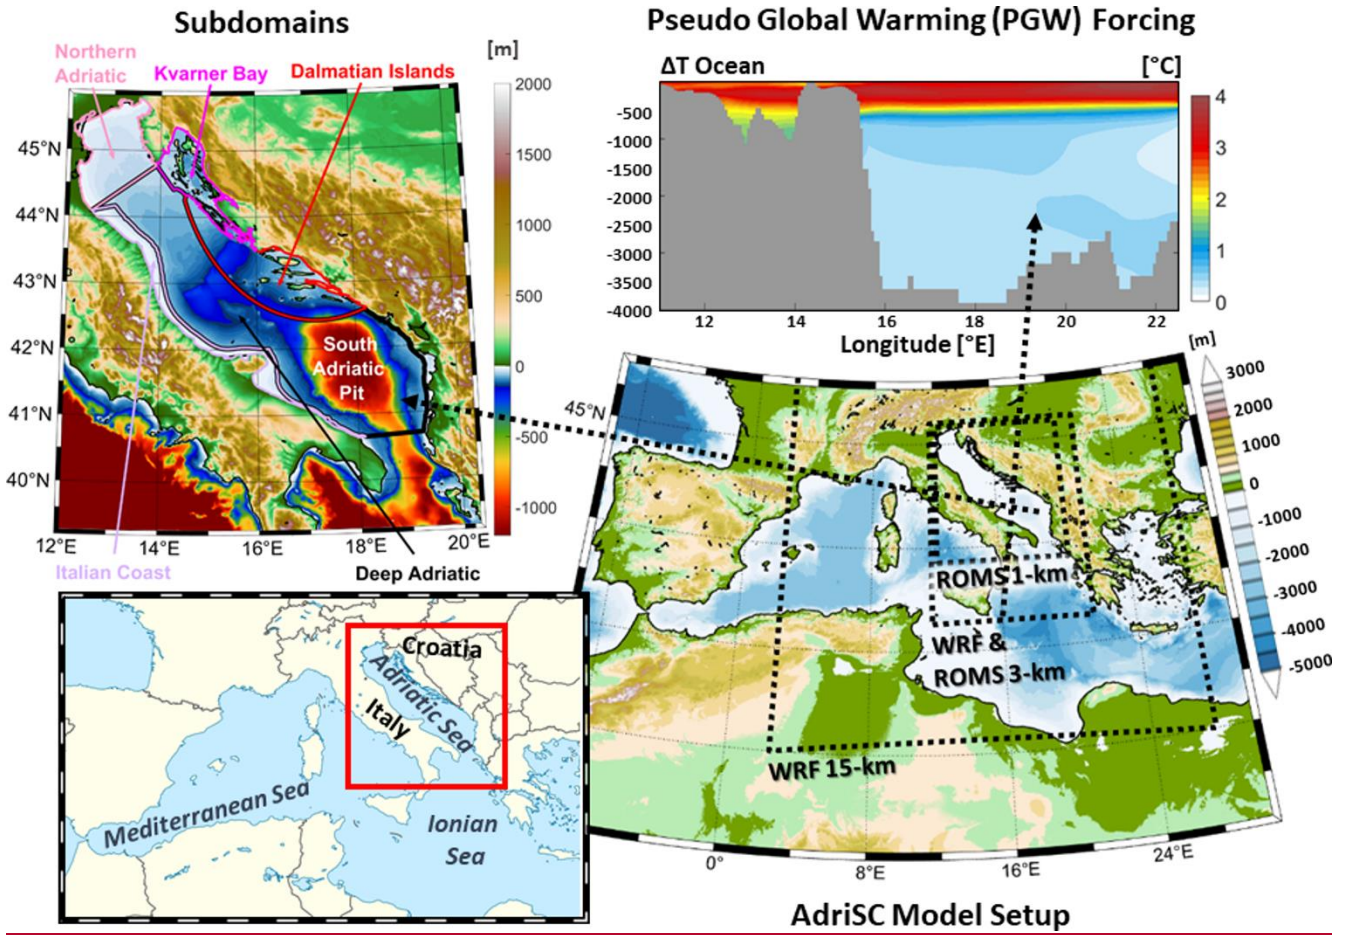 Subdomains
Northern
Adriatic
Kvarner Bay
Dalmatian Islands
[m]
2000
1500
1000
500
0
-500
-1000
45°N
44°N
43°N
42°N
41°N
40°N
South
Adriatic
Pit
12°E
14°E
16°E
18°E
20°E
Italian Coast
Deep Adriatic
Pseudo Global Warming (PGW) Forcing
ΔT Ocean
[°C]
-500
-1000
-1500
-2000
-2500
-3000
-3500
-4000
12
14
16
18
20
22
Longitude [°E]
4
3
2
1
0
Croatia
Adriatic Sea
Italy
Mediterranean Sea
Ionian
Sea
45°N
[m]
3000
2000
1000
0
-1000
-2000
-3000
-4000
-5000
ROMS 1-km
WRF &
ROMS 3-km
WRF 15-km
0°
8°E
16°E
24°E
AdriSC Model Setup